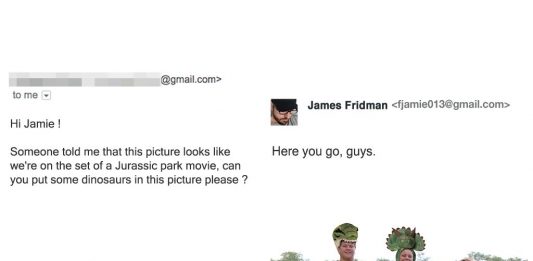 @gmail.com>
to me
Hi Jamie !
Someone told me that this picture looks like
we're on the set of a Jurassic park movie, can
you put some dinosaurs in this picture please ?
James Fridman <fjamie013@gmail.com>
Here you go, guys.